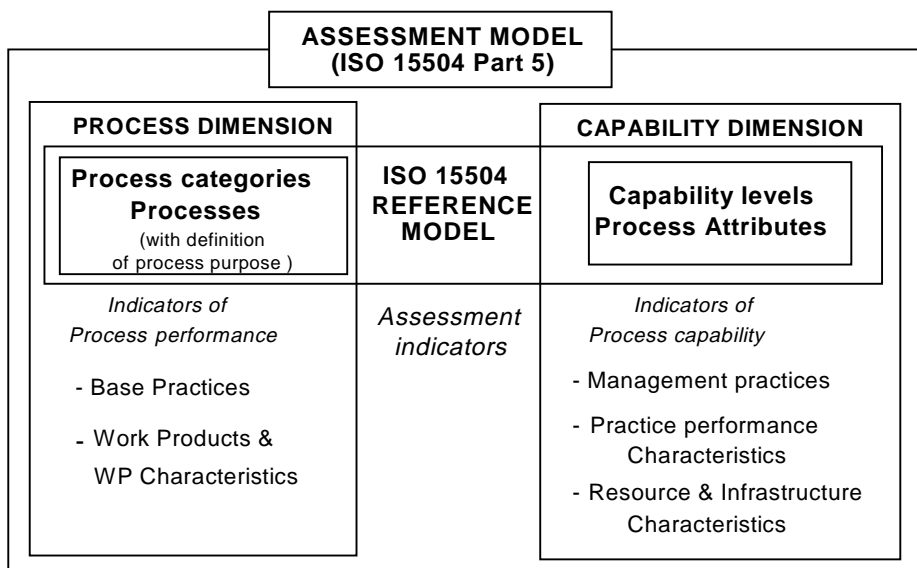 ASSESSMENT MODEL
(ISO 15504 Part 5)
PROCESS DIMENSION
Process categories
Processes
(with definition
of process purpose )
Indicators of
Process performance
- Base Practices
- Work Products &
WP Characteristics
ISO 15504
REFERENCE
MODEL
Assessment
indicators
CAPABILITY DIMENSION
Capability levels
Process Attributes
Indicators of
Process capability
- Management practices
- Practice performance
Characteristics
- Resource & Infrastructure
Characteristics